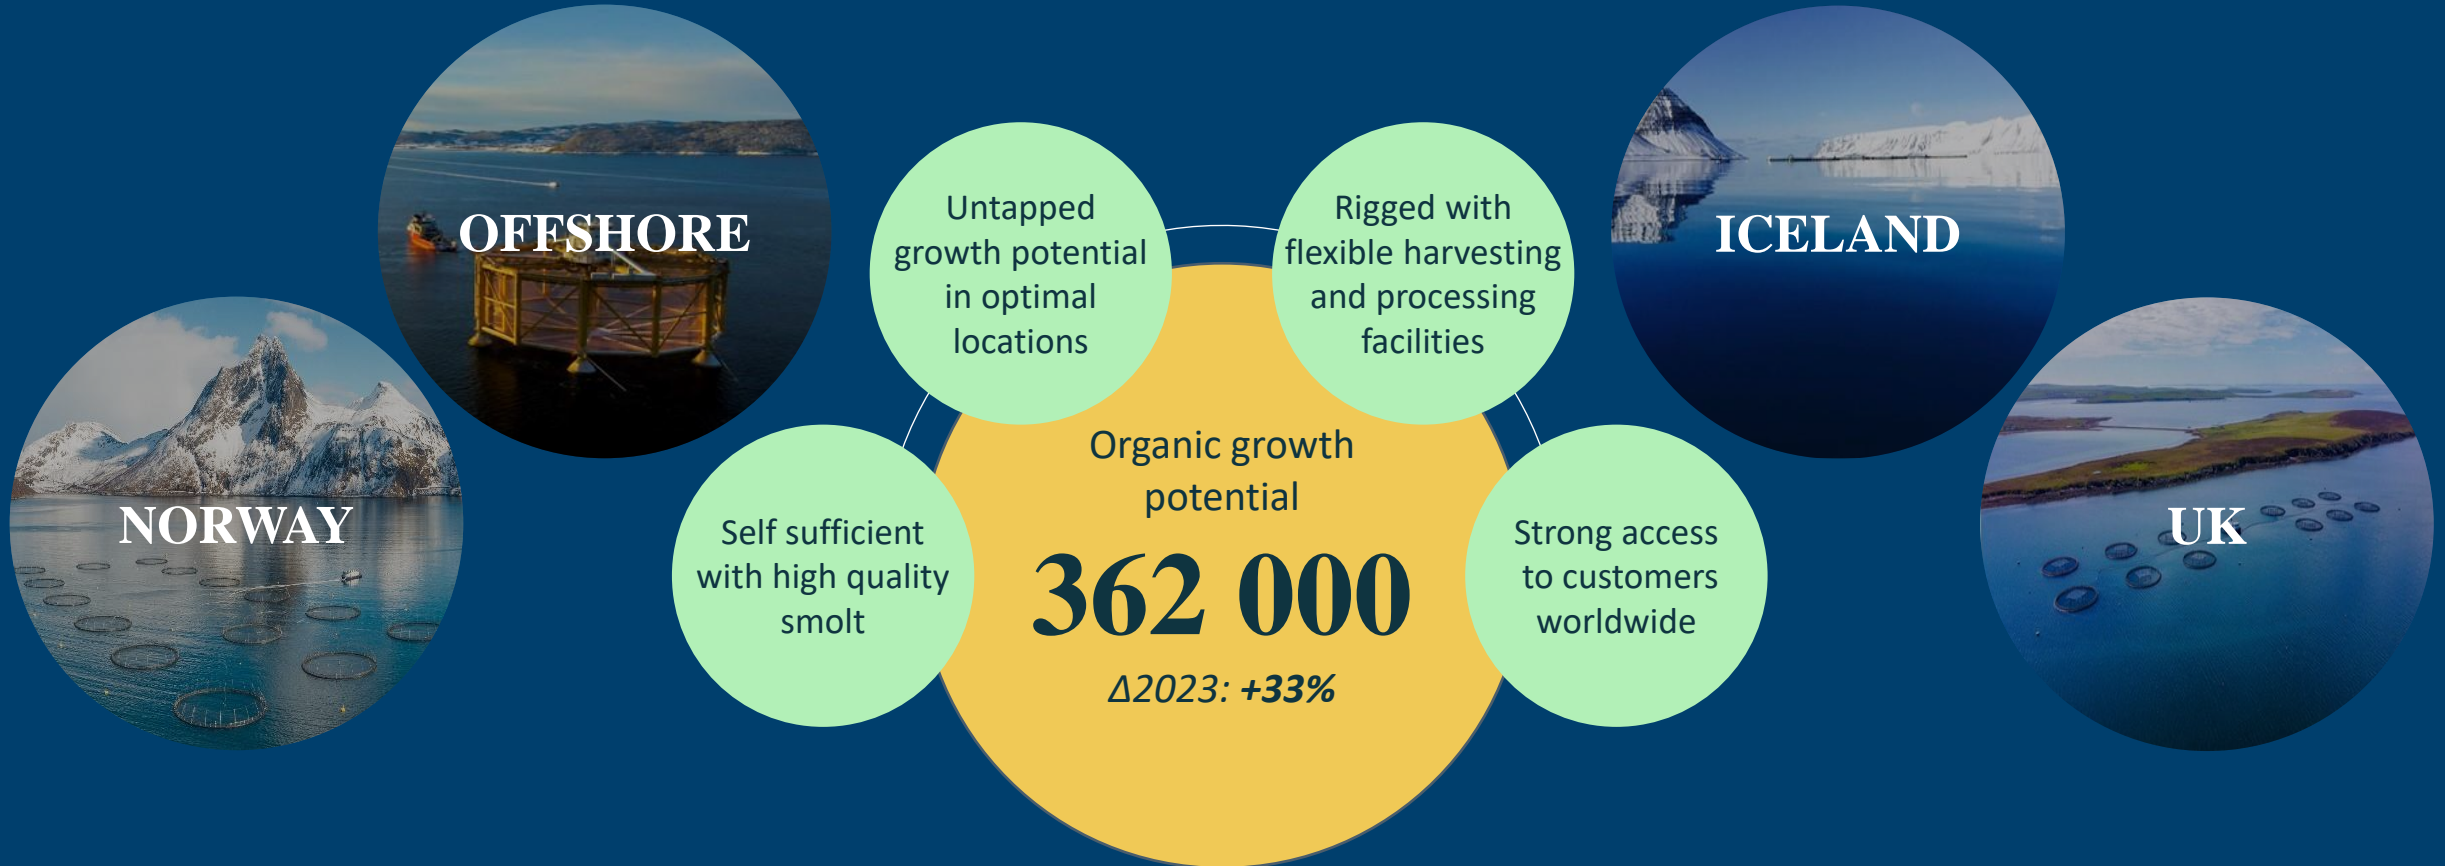 OFFSHORE
ICELAND
NORWAY
UK
Untapped
growth potential
in optimal
locations
Rigged with
flexible harvesting
and processing
facilities
Self sufficient
with high quality
smolt
Strong access
to customers
worldwide
Organic growth
potential
362 000
Δ2023: +33%